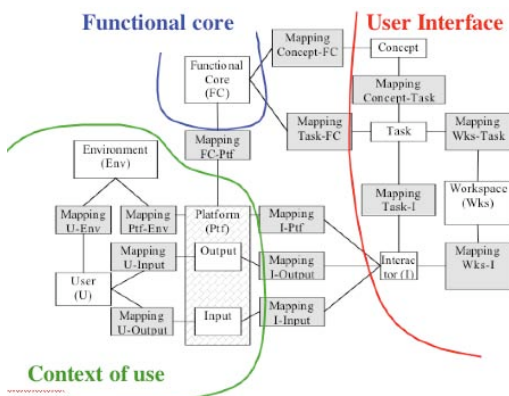 Functional core
User Interface
Mapping
Concept-FC
Concept
Functional
Core
(FC)
Mapping
Concept-Task
Mapping
Task-FC
Task
Mapping
Wks-Task
Mapping
FC-Ptf
Environment
(Env)
Mapping
Task-I
Workspace
(Wks)
Mapping
U-Env
Mapping
Ptf-Env
Platform
(Ptf)
Mapping
I-Ptf
Mapping
U-Input
Output
Mapping
I-Output
Interac
tor (I)
Mapping
Wks-I
User
(U)
Mapping
U-Output
Input
Mapping
I-Input
Context of use